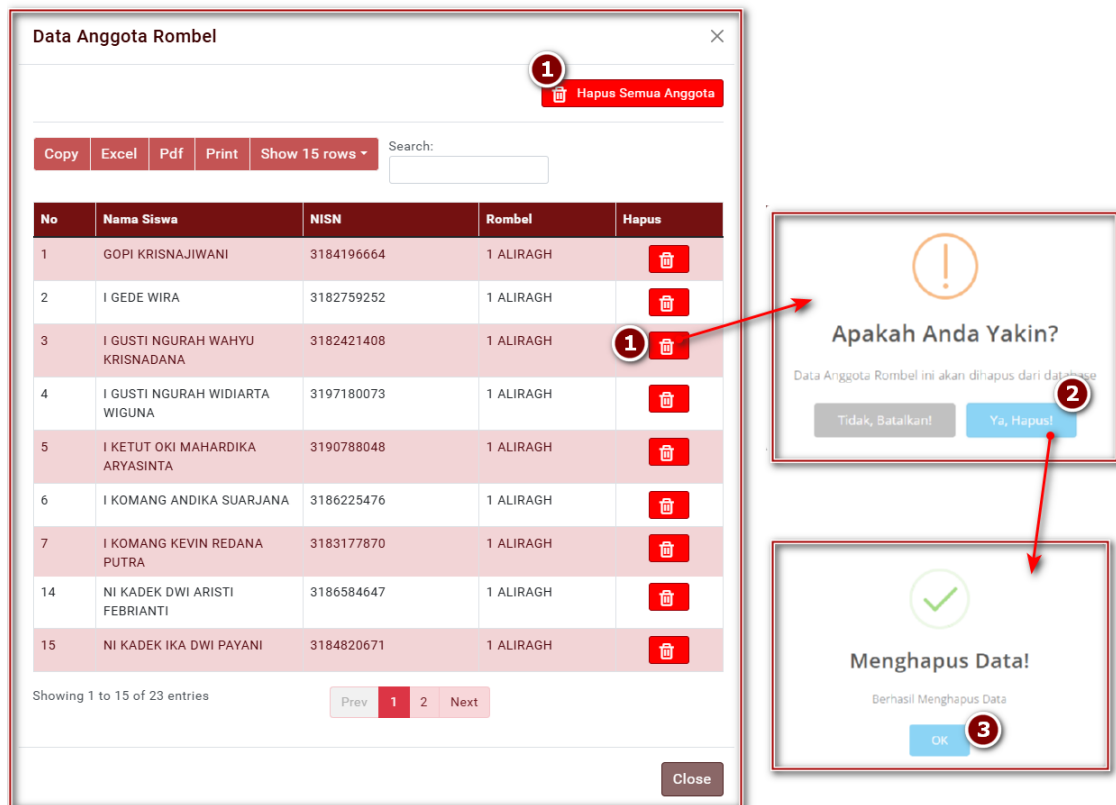 Data Anggota Rombel
1
Hapus Semua Anggota
Copy Excel Pdf Print Show 15 rows
Search:
No Nama Siswa NISN Rombel Hapus
1 GOPI KRISNAJIWANI 3184196664 1 ALIRAGH
2 I GEDE WIRA 3182759252 1 ALIRAGH
3 I GUSTI NGURAH WAHYU 3182421408 1 ALIRAGH 1
KRISNADANA
4 I GUSTI NGURAH WIDIARTA 3197180073 1 ALIRAGH
WIGUNA
5 I KETUT OKI MAHARDIKA 3190788048 1 ALIRAGH
ARYASINTA
6 I KOMANG ANDIKA SUARJANA 3186225476 1 ALIRAGH
7 I KOMANG KEVIN REDANA 3183177870 1 ALIRAGH
PUTRA
14 NI KADEK DWI ARISTI 3186584647 1 ALIRAGH
FEBRIANTI
15 NI KADEK IKA DWI PAYANI 3184820671 1 ALIRAGH
Showing 1 to 15 of 23 entries
Prev 1 2 Next
Close
Apakah Anda Yakin?
Data Anggota Rombel ini akan dihapus dari database
2
Tidak, Batalkan! Ya, Hapus!
Menghapus Data!
Berhasil Menghapus Data
OK 3